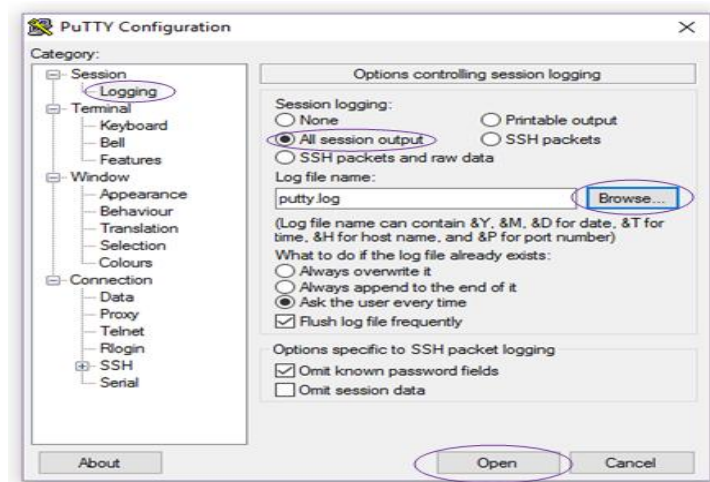 PuTTY Configuration
Category:
Session
Logging
Terminal
Keyboard
Bell
Features
Window
Appearance
Behaviour
Translation
Selection
Colours
Connection
Data
Proxy
Telnet
Rlogin
SSH
Serial
Options controlling session logging
Session logging:
None Printable output
All session output SSH packets
SSH packets and raw data
Log file name:
putty.log Browse...
(Log file name can contain &Y, &M, &D for date, &T for
time, &H for host name, and &P for port number)
What to do if the log file already exists:
Always overwrite it
Always append to the end of it
Ask the user every time
Flush log file frequently
Options specific to SSH packet logging
Omit known password fields
Omit session data
About Open Cancel